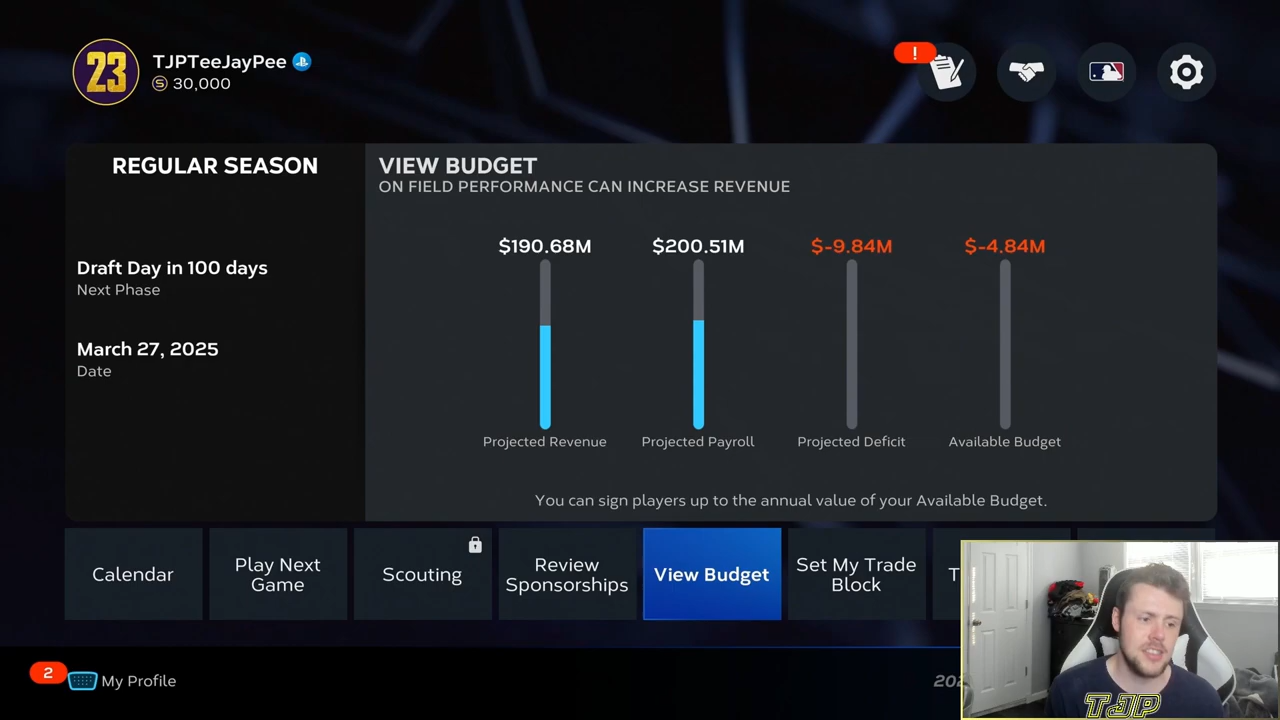 23
TJPTeeJayPee
30,000
!
REGULAR SEASON
Draft Day in 100 days
Next Phase
March 27, 2025
Date
VIEW BUDGET
ON FIELD PERFORMANCE CAN INCREASE REVENUE
$190.68M
$200.51M
$-9.84M
$-4.84M
Projected Revenue
Projected Payroll
Projected Deficit
Available Budget
You can sign players up to the annual value of your Available Budget.
Calendar
Play Next
Game
Scouting
Review
Sponsorships
View Budget
Set My Trade
Block
T
2
My Profile
202
TJP